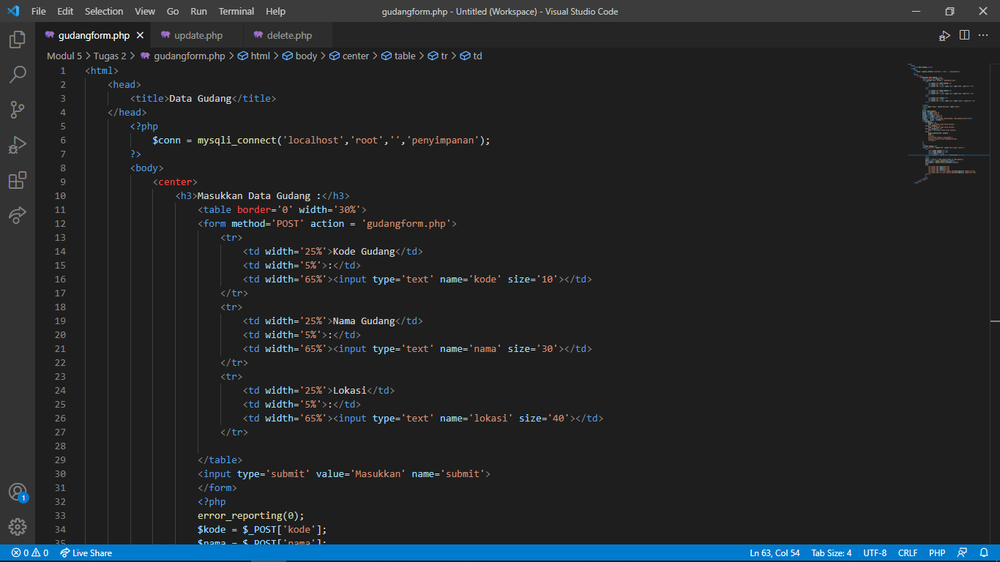 File Edit Selection View Go Run Terminal Help gudangform.php - Untitled (Workspace) - Visual Studio Code
gudangform.php update.php delete.php
Modul 5 > Tugas 2 > gudangform.php > html > body > center > table > tr > td
1 <html>
2 <head>
3 <title>Data Gudang</title>
4 </head>
5 <?php
6 $conn = mysqli_connect('localhost','root','','penyimpanan');
7 ?>
8 <body>
9 <center>
10 <h3>Masukkan Data Gudang :</h3>
11 <table border='0' width='30%'>
12 <form method='POST' action = 'gudangform.php'>
13 <tr>
14 <td width='25%'>Kode Gudang</td>
15 <td width='5%'>:</td>
16 <td width='65%'><input type='text' name='kode' size='10'></td>
17 </tr>
18 <tr>
19 <td width='25%'>Nama Gudang</td>
20 <td width='5%'>:</td>
21 <td width='65%'><input type='text' name='nama' size='30'></td>
22 </tr>
23 <tr>
24 <td width='25%'>Lokasi</td>
25 <td width='5%'>:</td>
26 <td width='65%'><input type='text' name='lokasi' size='40'></td>
27 </tr>
28
29 </table>
30 <input type='submit' value='Masukkan' name='submit'>
31 </form>
32 <?php
33 error_reporting(0);
34 $kode = $_POST['kode'];
35 $nama = $_POST['nama'];
1
0 0 Live Share Ln 63, Col 54 Tab Size: 4 UTF-8 CRLF PHP